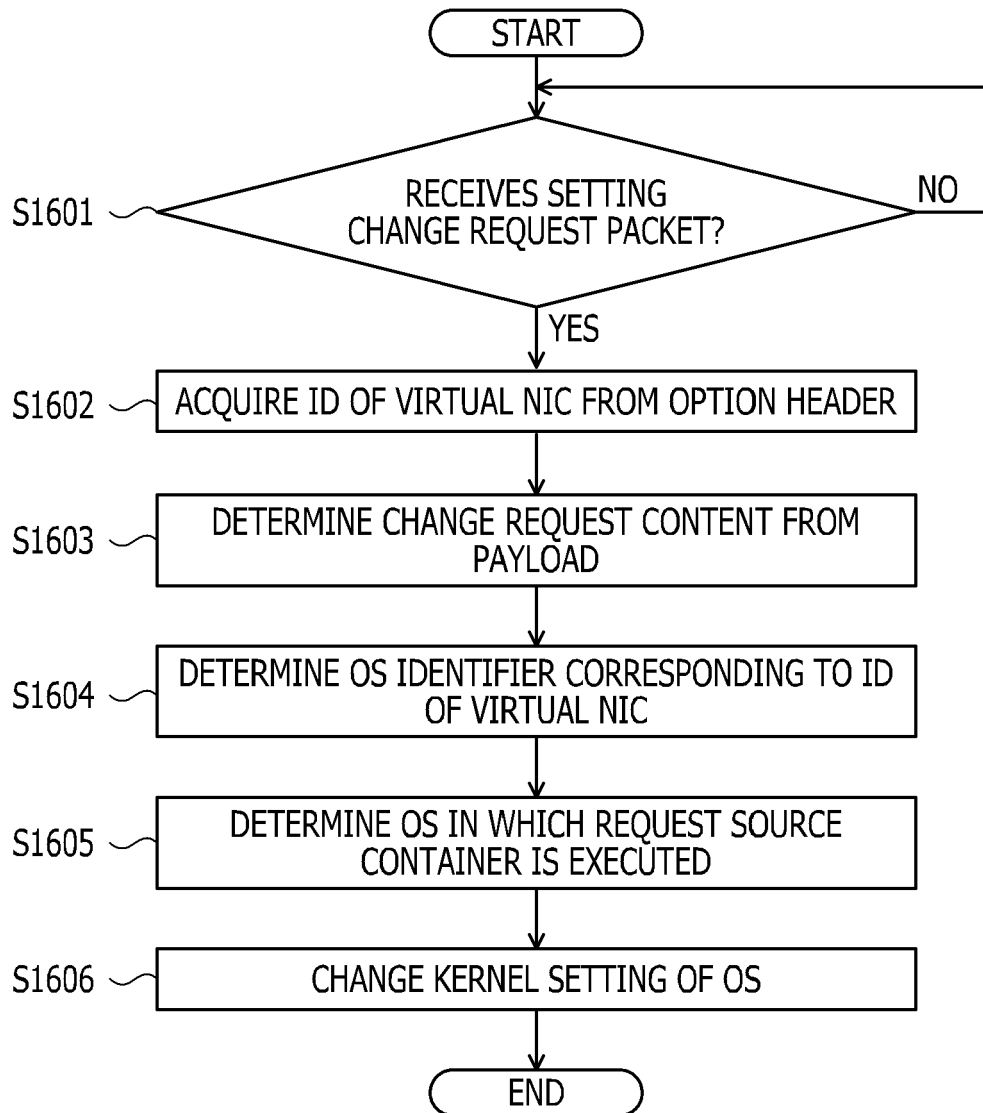 START
RECEIVES SETTING
CHANGE REQUEST PACKET?
NO
S1601
YES
S1602
ACQUIRE ID OF VIRTUAL NIC FROM OPTION HEADER
S1603
DETERMINE CHANGE REQUEST CONTENT FROM
PAYLOAD
S1604
DETERMINE OS IDENTIFIER CORRESPONDING TO ID
OF VIRTUAL NIC
S1605
DETERMINE OS IN WHICH REQUEST SOURCE
CONTAINER IS EXECUTED
S1606
CHANGE KERNEL SETTING OF OS
END